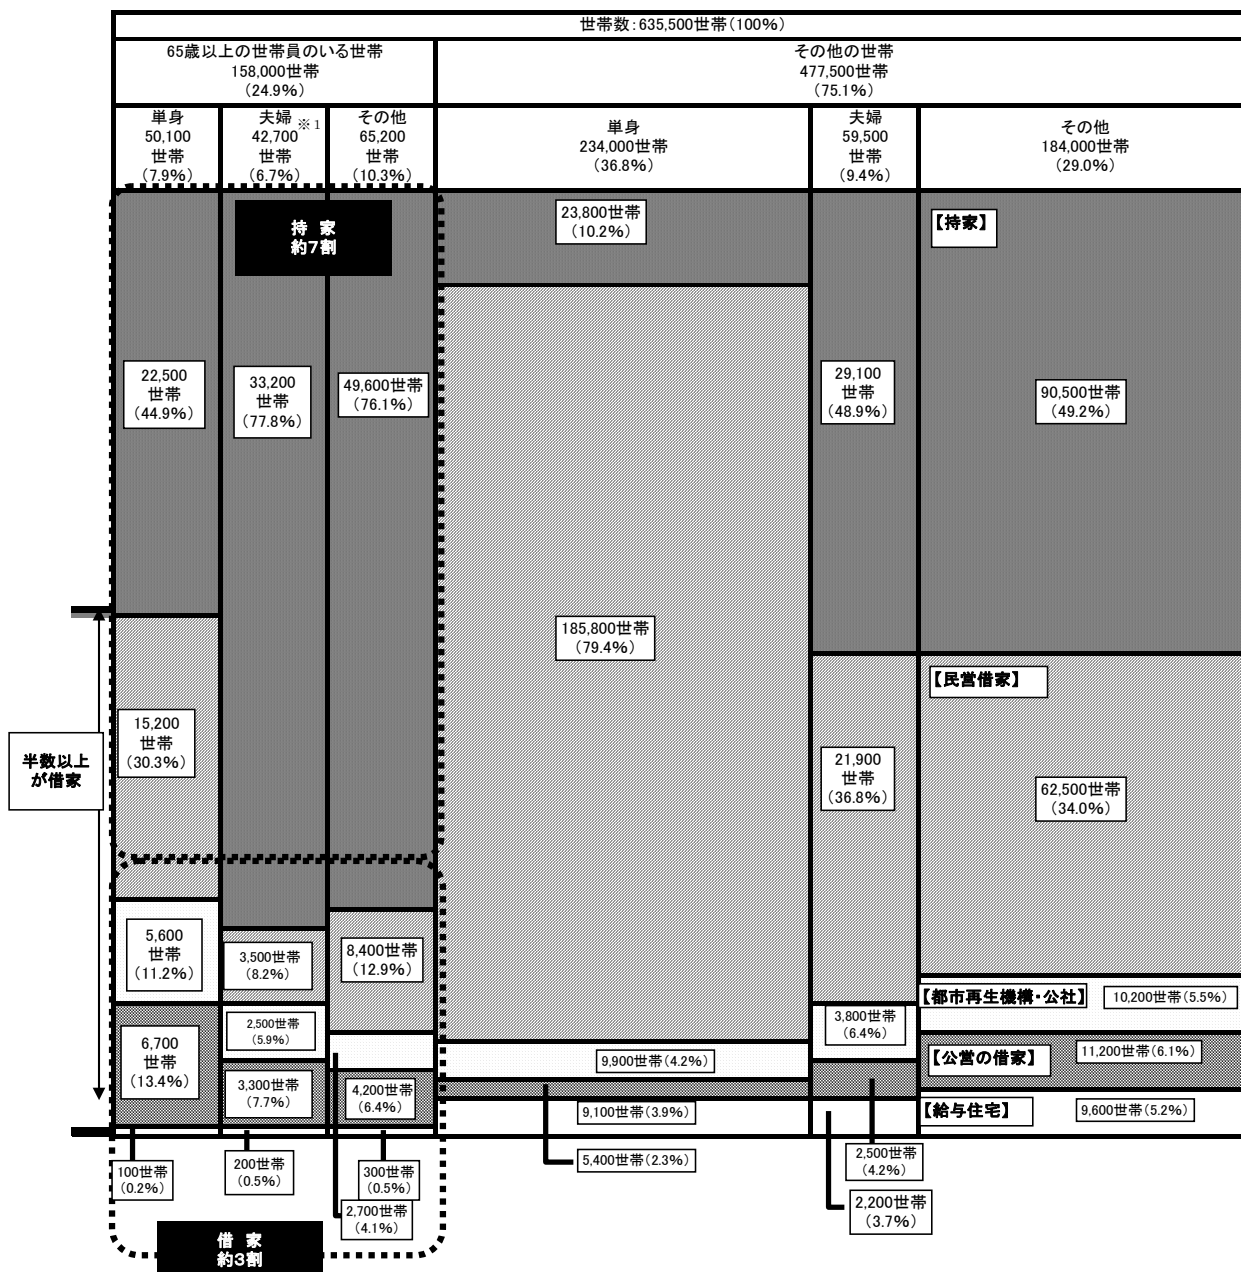 世帯数：635,500世帯（100％）
65歳以上の世帯員のいる世帯
158,000世帯
（24.9％）
その他の世帯
477,500世帯
（75.1％）
単身
50,100
世帯
（7.9％）
夫婦※1
42,700
世帯
（6.7％）
その他
65,200
世帯
（10.3％）
単身
234,000世帯
（36.8％）
夫婦
59,500
世帯
（9.4％）
その他
184,000世帯
（29.0％）
持 家
約7割
23,800世帯
（10.2％）
【持家】
22,500
世帯
（44.9％）
33,200
世帯
（77.8％）
49,600世帯
（76.1％）
29,100
世帯
（48.9％）
90,500世帯
（49.2％）
185,800世帯
（79.4％）
【民営借家】
15,200
世帯
（30.3％）
半数以上
が借家
21,900
世帯
（36.8％）
62,500世帯
（34.0％）
5,600
世帯
（11.2％）
3,500世帯
（8.2％）
8,400世帯
（12.9％）
【都市再生機構・公社】
10,200世帯（5.5％）
6,700
世帯
（13.4％）
2,500世帯
（5.9％）
3,800世帯
（6.4％）
9,900世帯（4.2％）
【公営の借家】
11,200世帯（6.1％）
3,300世帯
（7.7％）
4,200世帯
（6.4％）
9,100世帯（3.9％）
【給与住宅】
9,600世帯（5.2％）
100世帯
（0.2％）
200世帯
（0.5％）
300世帯
（0.5％）
5,400世帯（2.3％）
2,500世帯
（4.2％）
2,700世帯
（4.1％）
2,200世帯
（3.7％）
借 家
約3割